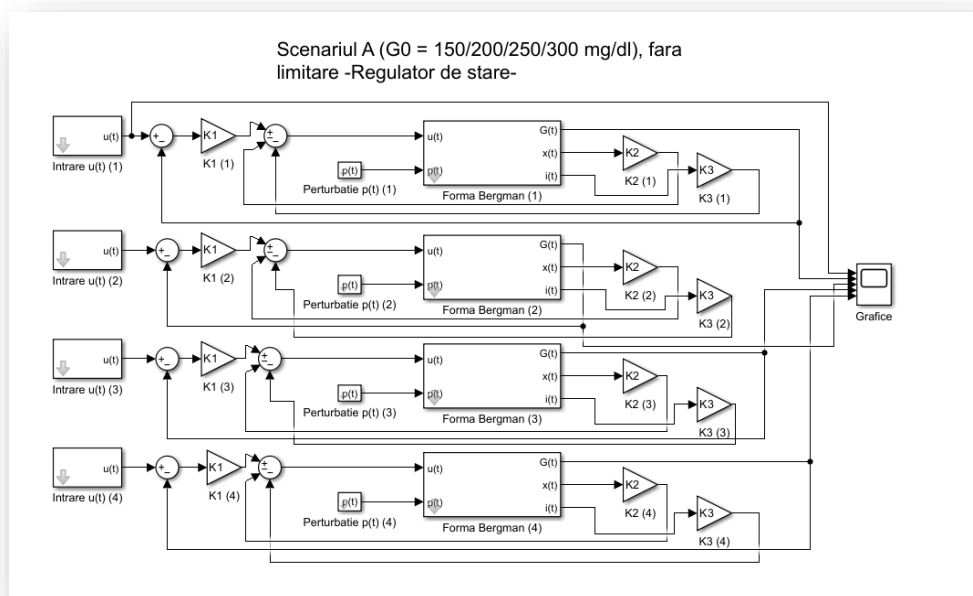 Scenariul A (G0 = 150/200/250/300 mg/dl), fara
limitare -Regulator de stare-
u(t)
Intrare u(t) (1)
K1
K1 (1)
p(t)
Perturbatie p(t) (1)
u(t)
p(t)
G(t)
x(t)
i(t)
Forma Bergman (1)
K2
K2 (1)
K3
K3 (1)
u(t)
Intrare u(t) (2)
K1
K1 (2)
p(t)
Perturbatie p(t) (2)
u(t)
p(t)
G(t)
x(t)
i(t)
Forma Bergman (2)
K2
K2 (2)
K3
K3 (2)
Grafice
u(t)
Intrare u(t) (3)
K1
K1 (3)
p(t)
Perturbatie p(t) (3)
u(t)
p(t)
G(t)
x(t)
i(t)
Forma Bergman (3)
K2
K2 (3)
K3
K3 (3)
u(t)
Intrare u(t) (4)
K1
K1 (4)
p(t)
Perturbatie p(t) (4)
u(t)
p(t)
G(t)
x(t)
i(t)
Forma Bergman (4)
K2
K2 (4)
K3
K3 (4)